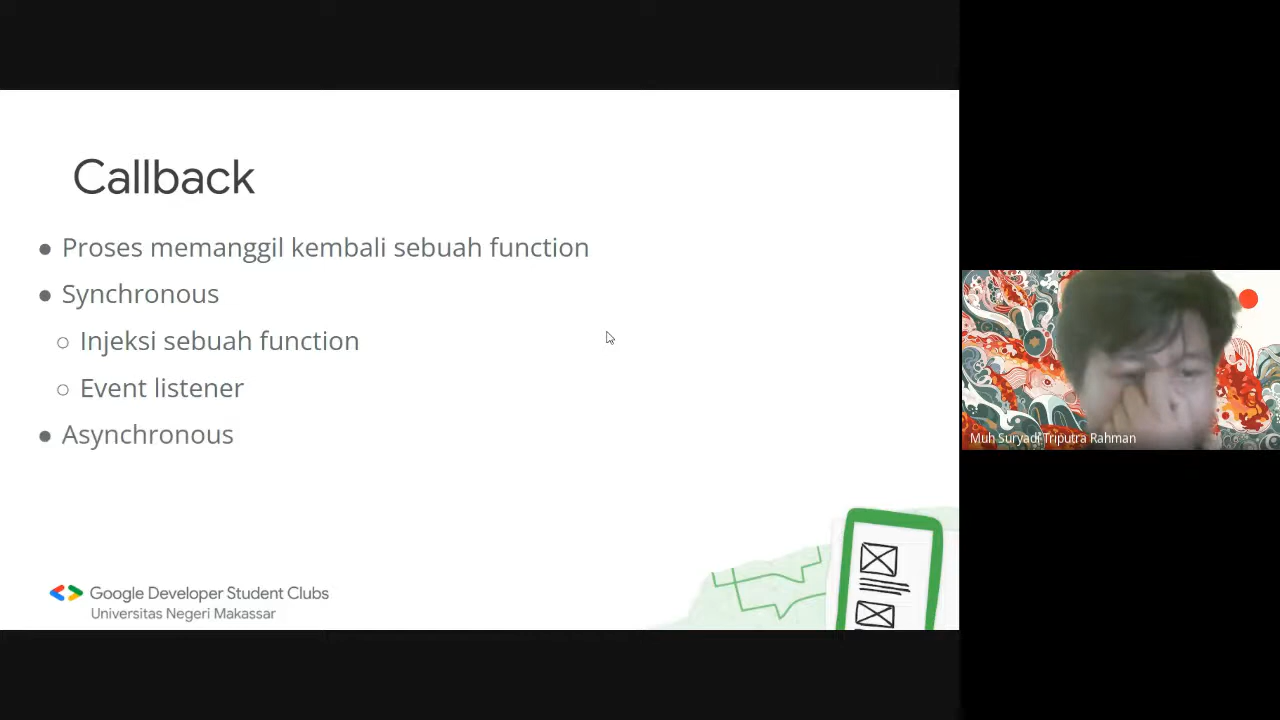 Callback
● Proses memanggil kembali sebuah function
● Synchronous
○ Injeksi sebuah function
○ Event listener
● Asynchronous
Google Developer Student Clubs
Universitas Negeri Makassar
Muh Suryadi Triputra Rahman